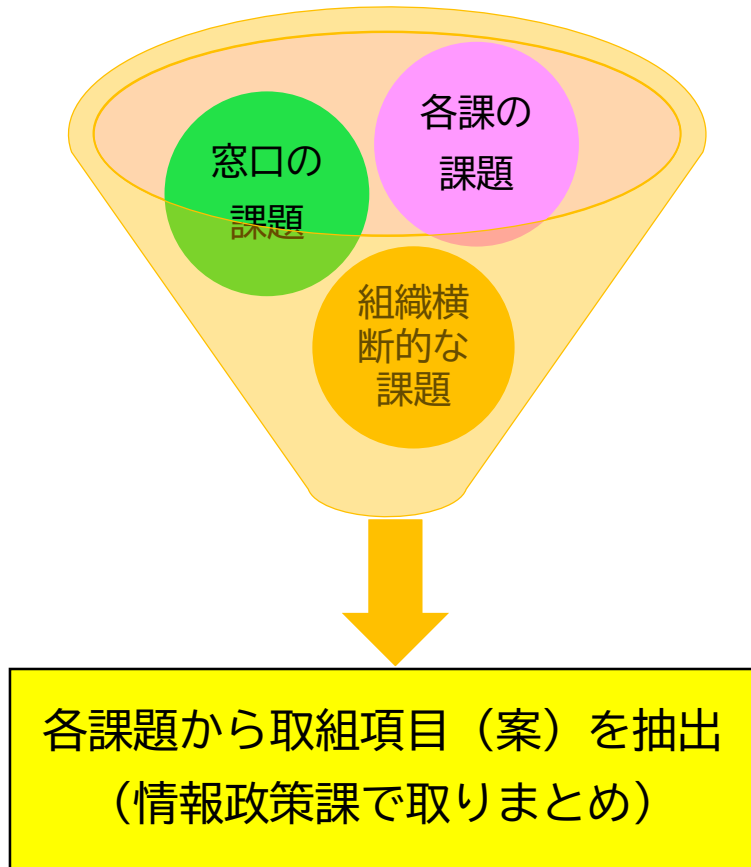 窓口の
課題
各課の
課題
組織横
断的な
課題
各課題から取組項目（案）を抽出
（情報政策課で取りまとめ）